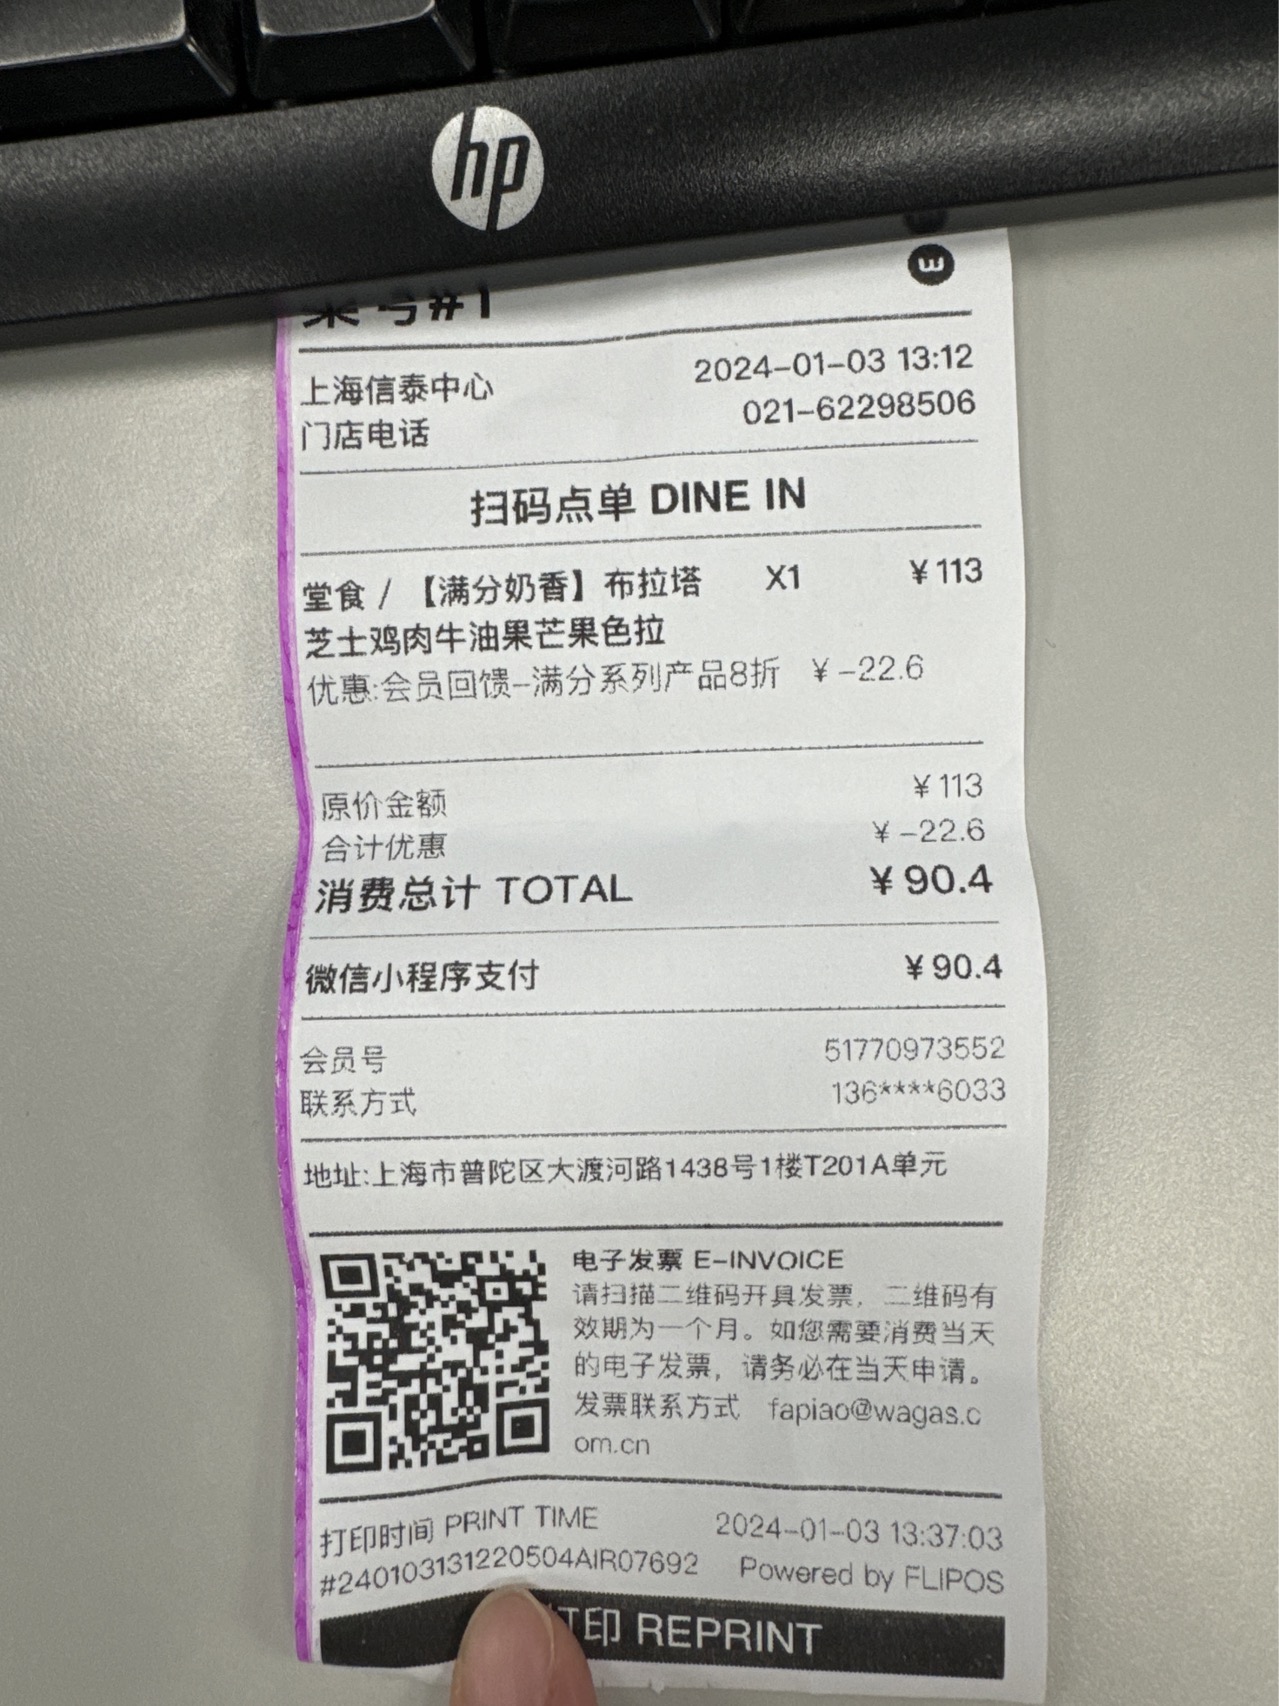 hp
桌号#1
上海信泰中心 2024-01-03 13:12
门店电话 021-62298506
扫码点单 DINE IN
堂食 / 【满分奶香】布拉塔 X1 ¥113
芝士鸡肉牛油果芒果色拉
优惠:会员回馈-满分系列产品8折 ¥-22.6
原价金额 ¥113
合计优惠 ¥-22.6
消费总计 TOTAL ¥90.4
微信小程序支付 ¥90.4
会员号 51770973552
联系方式 136****6033
地址:上海市普陀区大渡河路1438号1楼T201A单元
电子发票 E-INVOICE
请扫描二维码开具发票, 二维码有
效期为一个月。如您需要消费当天
的电子发票, 请务必在当天申请。
发票联系方式 fapiao@wagas.c
om.cn
打印时间 PRINT TIME 2024-01-03 13:37:03
#240103131220504AIR07692 Powered by FLIPOS
打印 REPRINT